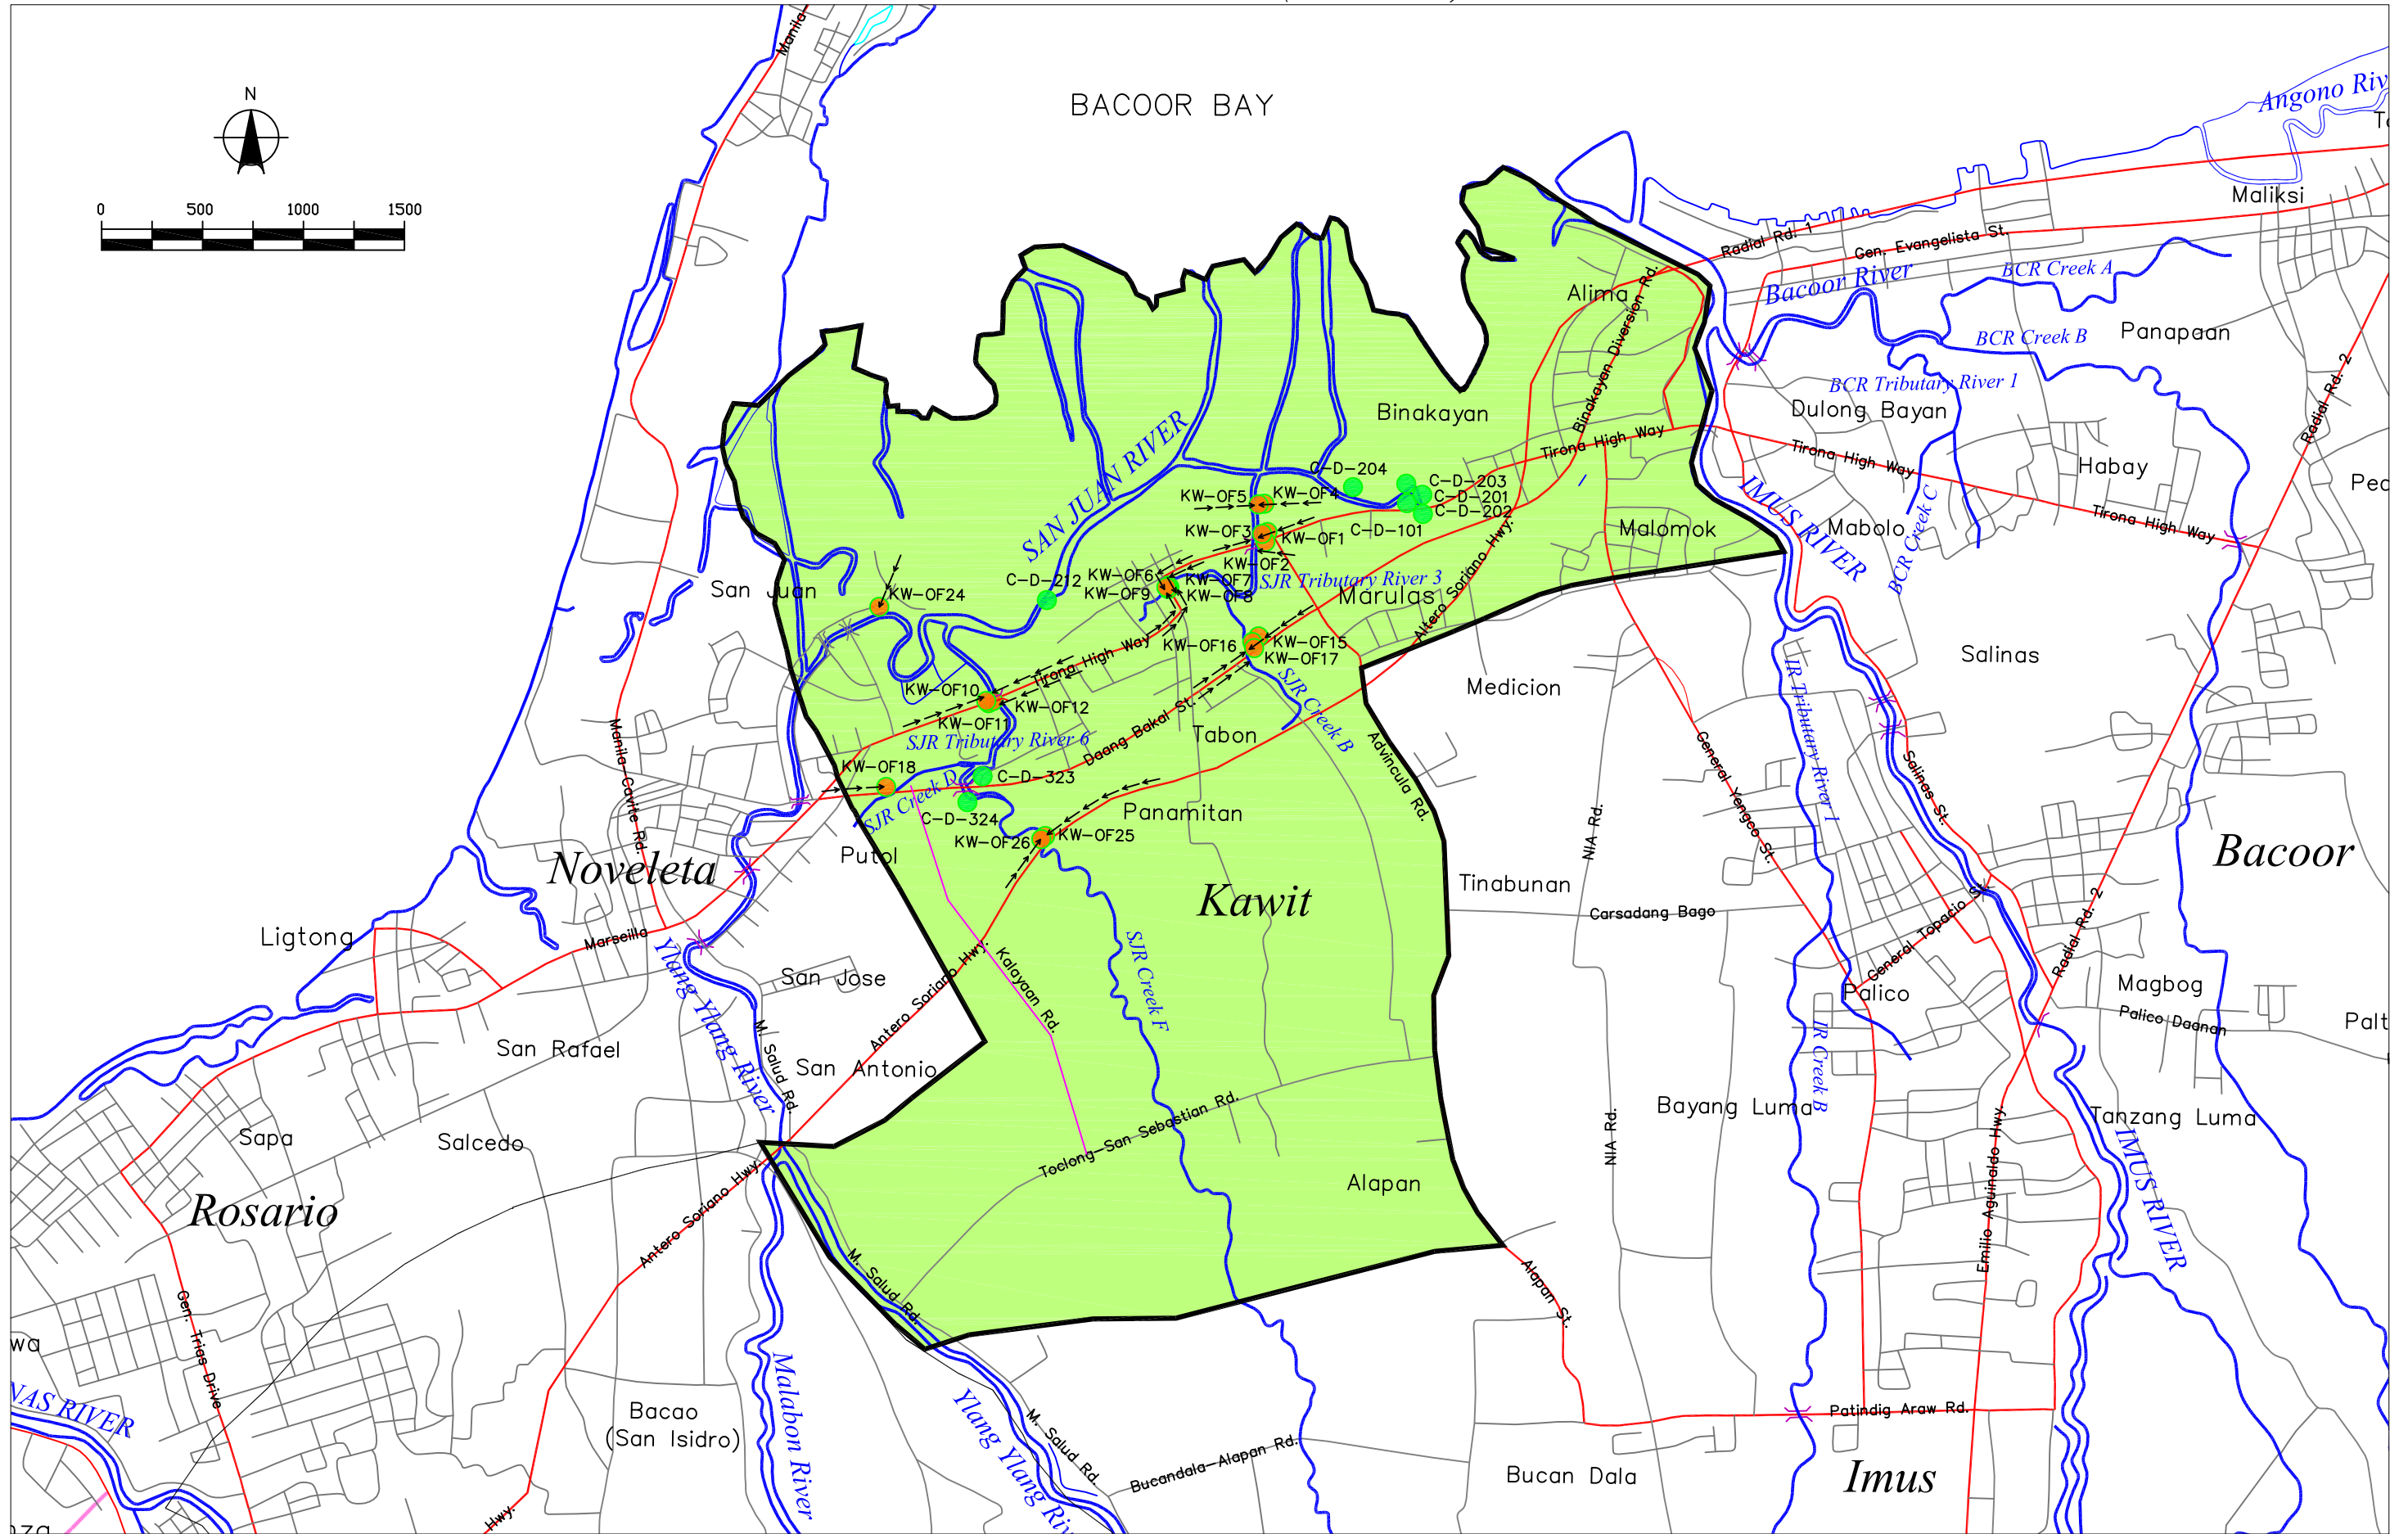 Manila-
BACOOR BAY
N
0 500 1000 1500
Angono Riv
Maliksi
Radial Rd. 1
Gen. Evangelista St.
Bacoor River
BCR Creek A
Alima
BCR Creek B
Panapaan
Binakayan Diversion Rd.
BCR Tributary River 1
Dulong Bayan
Radial Rd. 2
Binakayan
Tirona High Way
Tirona High Way
Habay
SAN JUAN RIVER
C-D-204
C-D-203
C-D-201
C-D-202
C-D-101
KW-OF5
KW-OF4
KW-OF3
KW-OF1
KW-OF2
IMUS RIVER
Malomok
Mabolo
BCR Creek C
Tirona High Way
San Juan
KW-OF24
C-D-212
KW-OF6
KW-OF7
KW-OF9
KW-OF8
SJR Tributary River 3
Marulas
Altero Soriano Hwy.
KW-OF16
KW-OF15
KW-OF17
Tirona High Way
Salinas
Medicion
IR Tributary River 1
SJR Creek B
KW-OF10
KW-OF12
KW-OF11
SJR Tributary River 6
Daang Bakal St.
Tabon
Manila-Cavite Rd.
Advincula Rd.
General Yengco St.
Salinas St.
KW-OF18
C-D-323
SJR Creek D
C-D-324
Panamitan
KW-OF26
KW-OF25
NIA Rd.
Putol
Noveleta
Bacoor
Kawit
Tinabunan
Carsadang Bago
General Topacio St.
Radial Rd. 2
Ligtong
Marseilla
Ylang Ylang River
San Jose
Antero Soriano Hwy.
Kalayaan Rd.
SJR Creek F
Palico
Magbog
Palico Daanan
Palt
San Rafael
M. Salud Rd.
San Antonio
IR Creek B
Sapa
Salcedo
Toclong-San Sebastian Rd.
Bayang Luma
NIA Rd.
Tanzang Luma
Emilio Aguinaldo Hwy.
IMUS RIVER
Alapan
Rosario
Antero Soriano Hwy.
M. Salud Rd.
Alapan St.
Gen. Trias Drive
wa
NAS RIVER
Bacao
(San Isidro)
Malabon River
Ylang Ylang Riv
M. Salud Rd.
Bucandala-Alapan Rd.
Patindig Araw Rd.
Bucan Dala
Imus
Hwy.